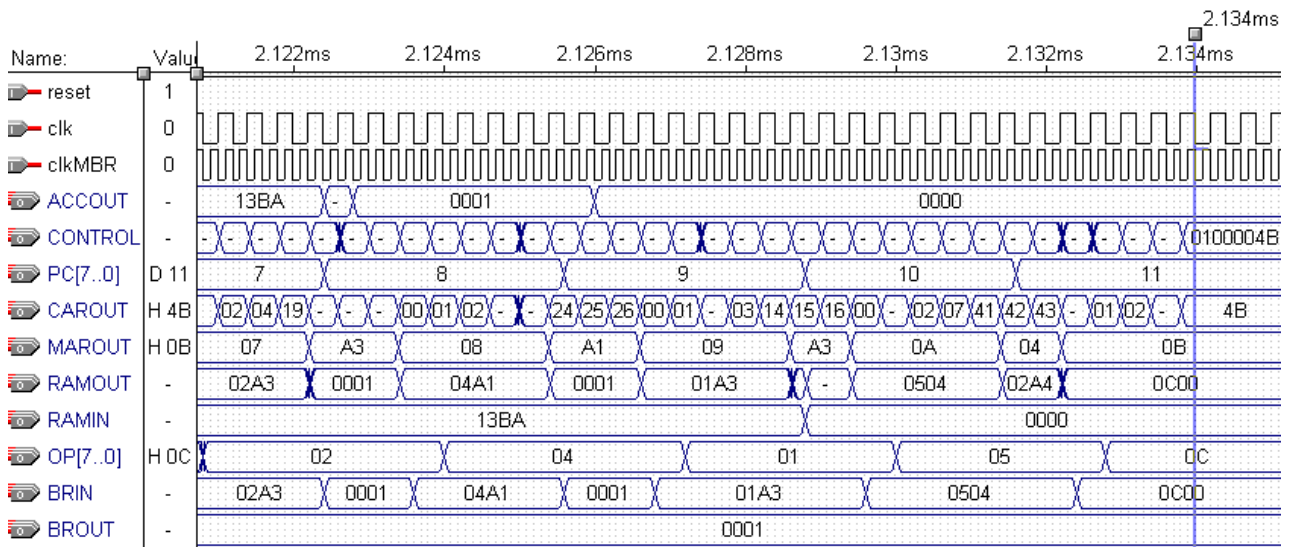 2.134ms
Name: Valu 2.122ms 2.124ms 2.126ms 2.128ms 2.13ms 2.132ms 2.134ms
reset 1
clk 0
clkMBR 0
ACCOUT - 13BA - 0001 0000
CONTROL - - - - - - - - - - - - - - - - - - - - - - - - - - - - - - - - - 0100004B
PC[7..0] D 11 7 8 9 10 11
CAROUT H 4B 02 04 19 - - - 00 01 02 - - 24 25 26 00 01 - 03 14 15 16 00 - 02 07 41 42 43 - 01 02 - 4B
MAROUT H 0B 07 A3 08 A1 09 A3 0A 04 0B
RAMOUT - 02A3 0001 04A1 0001 01A3 - 0504 02A4 0C00
RAMIN - 13BA 0000
OP[7..0] H 0C 02 04 01 05 0C
BRIN - 02A3 0001 04A1 0001 01A3 0504 0C00
BROUT - 0001